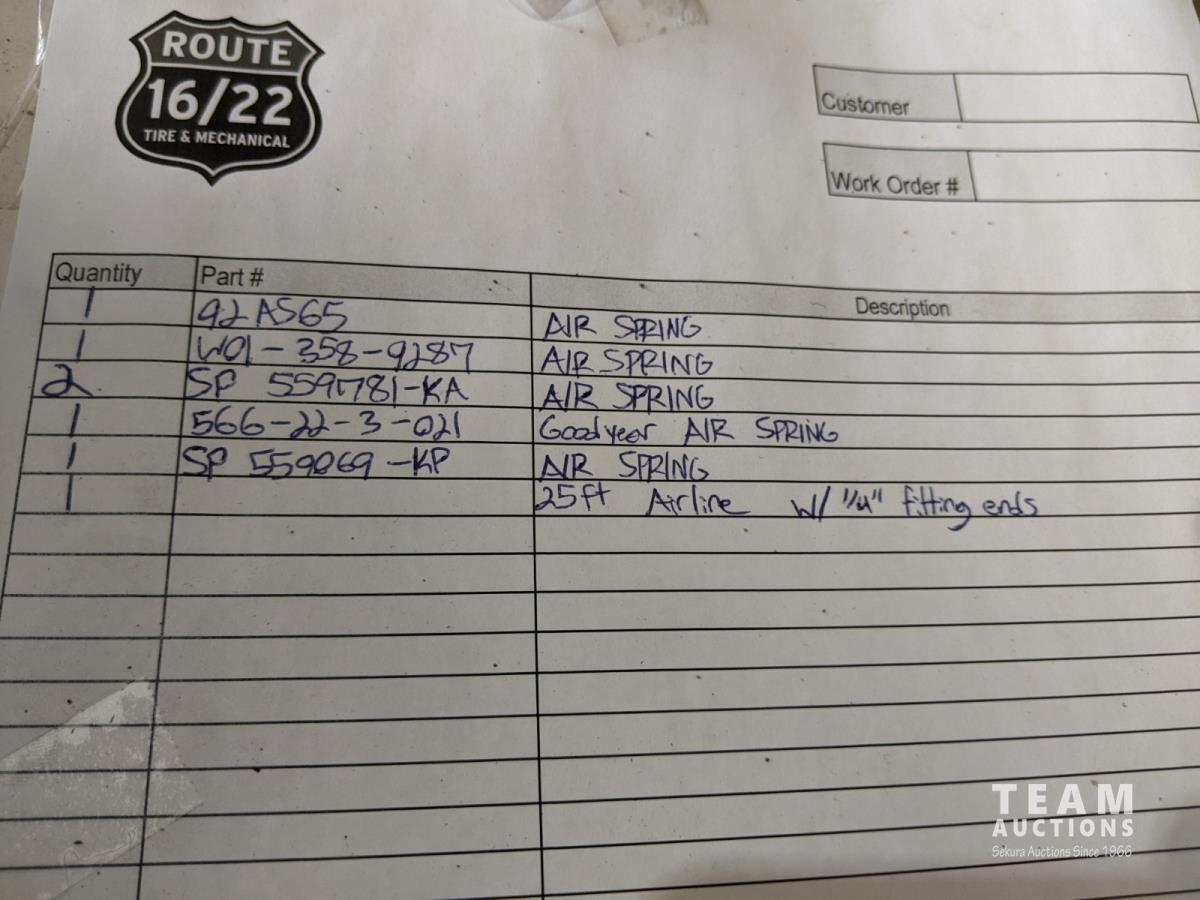 ROUTE
16/22
TIRE & MECHANICAL
Customer
Work Order #
Quantity Part # Description
1 92AS65 AIR SPRING
1 W01-358-9287 AIR SPRING
2 SP 559781-KA AIR SPRING
1 566-22-3-021 Goodyear AIR SPRING
1 SP 559069-KP AIR SPRING
1 25ft Airline w/ 1/4" fitting ends
TEAM
AUCTIONS
Sekura Auctions Since 1966